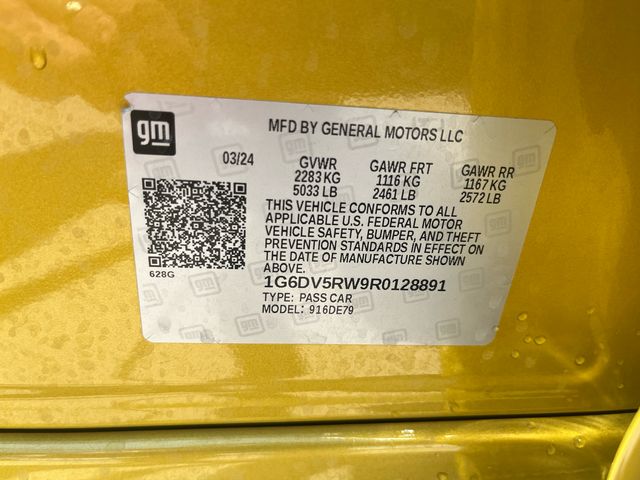 gm
MFD BY GENERAL MOTORS LLC
03/24
GVWR
2283 KG
5033 LB
GAWR FRT
1116 KG
2461 LB
GAWR RR
1167 KG
2572 LB
THIS VEHICLE CONFORMS TO ALL
APPLICABLE U.S. FEDERAL MOTOR
VEHICLE SAFETY, BUMPER, AND THEFT
PREVENTION STANDARDS IN EFFECT ON
THE DATE OF MANUFACTURE SHOWN
ABOVE.
628G
1G6DV5RW9R0128891
TYPE: PASS CAR
MODEL: 916DE79